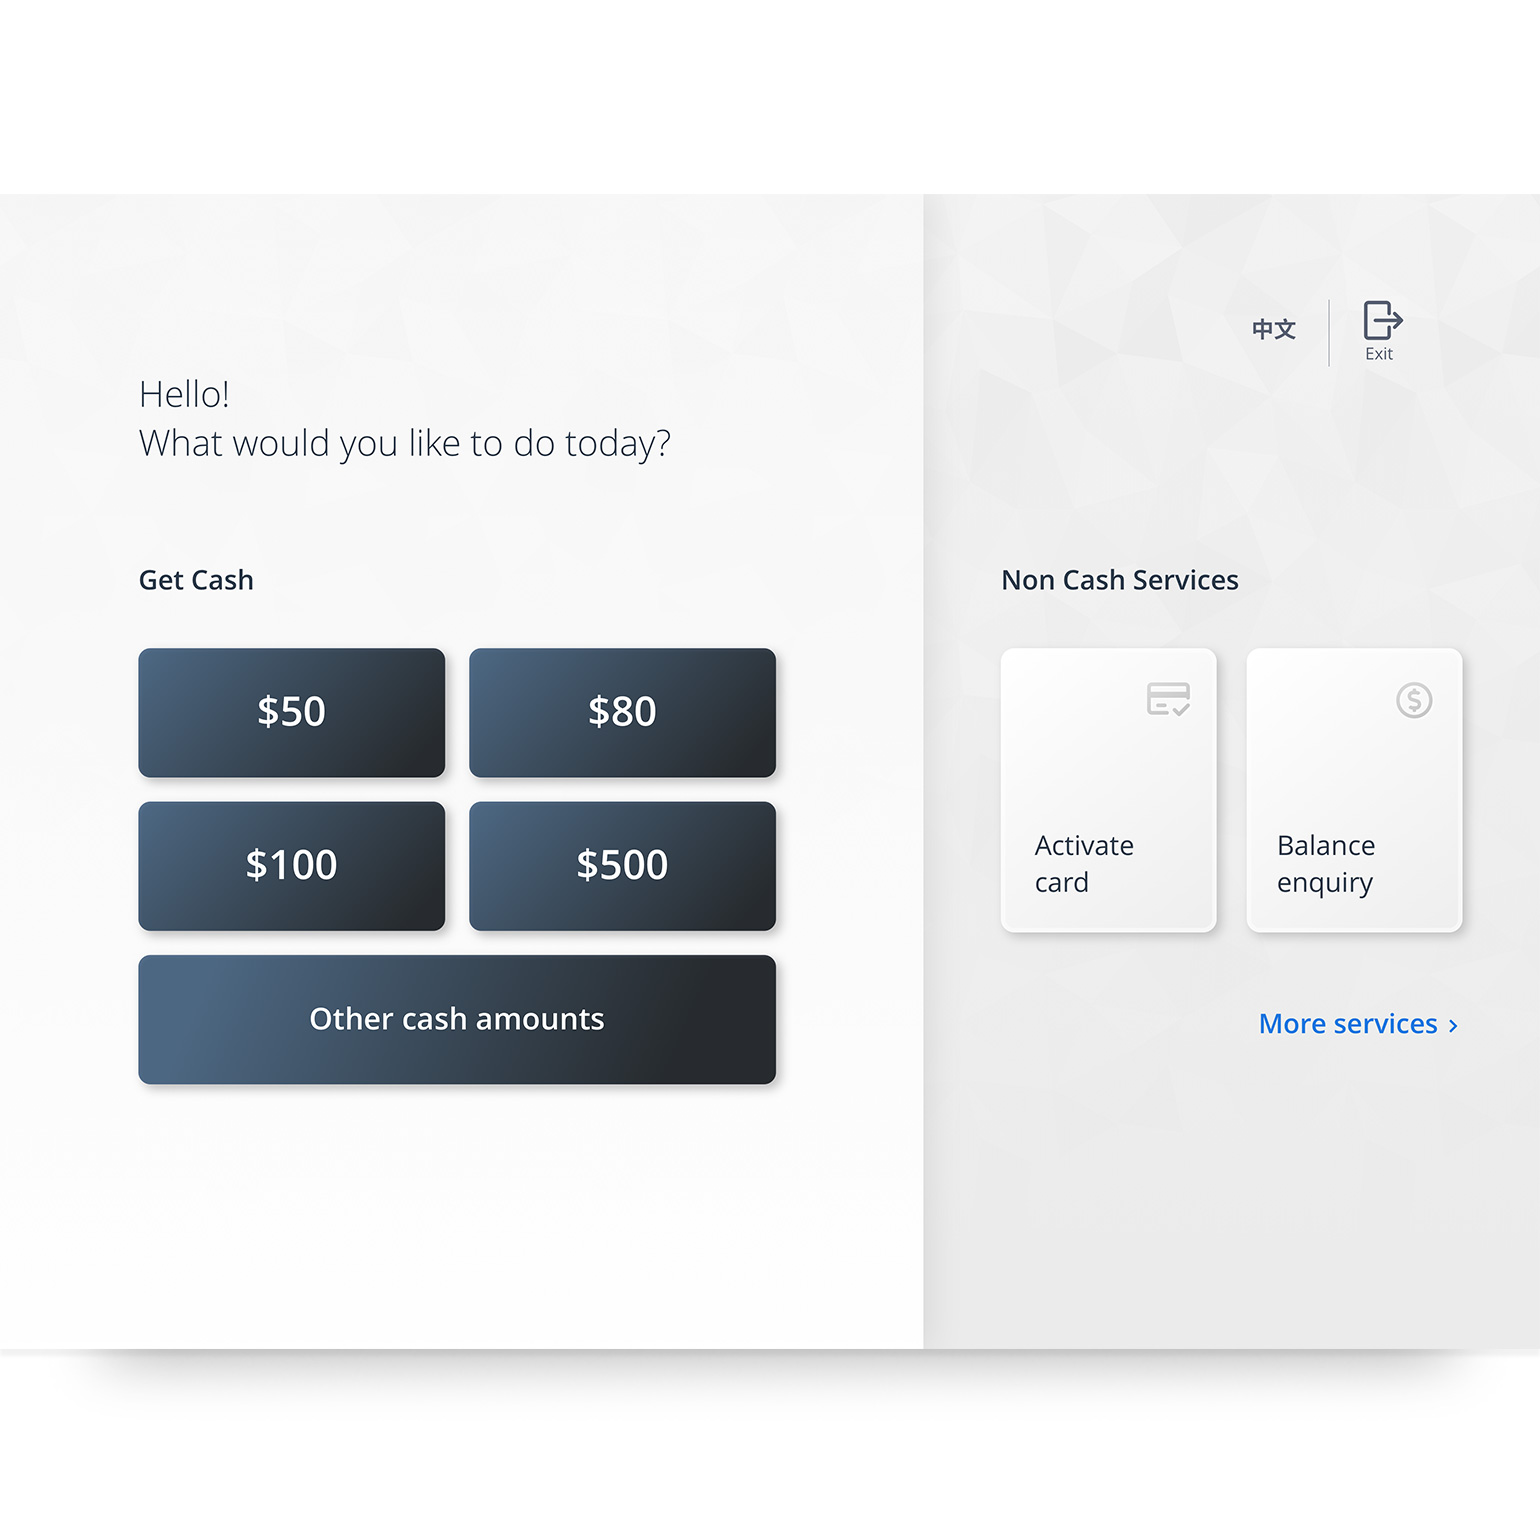 中文
Exit
Hello!
What would you like to do today?
Get Cash
$50
$80
$100
$500
Other cash amounts
Non Cash Services
Activate
card
Balance
enquiry
More services